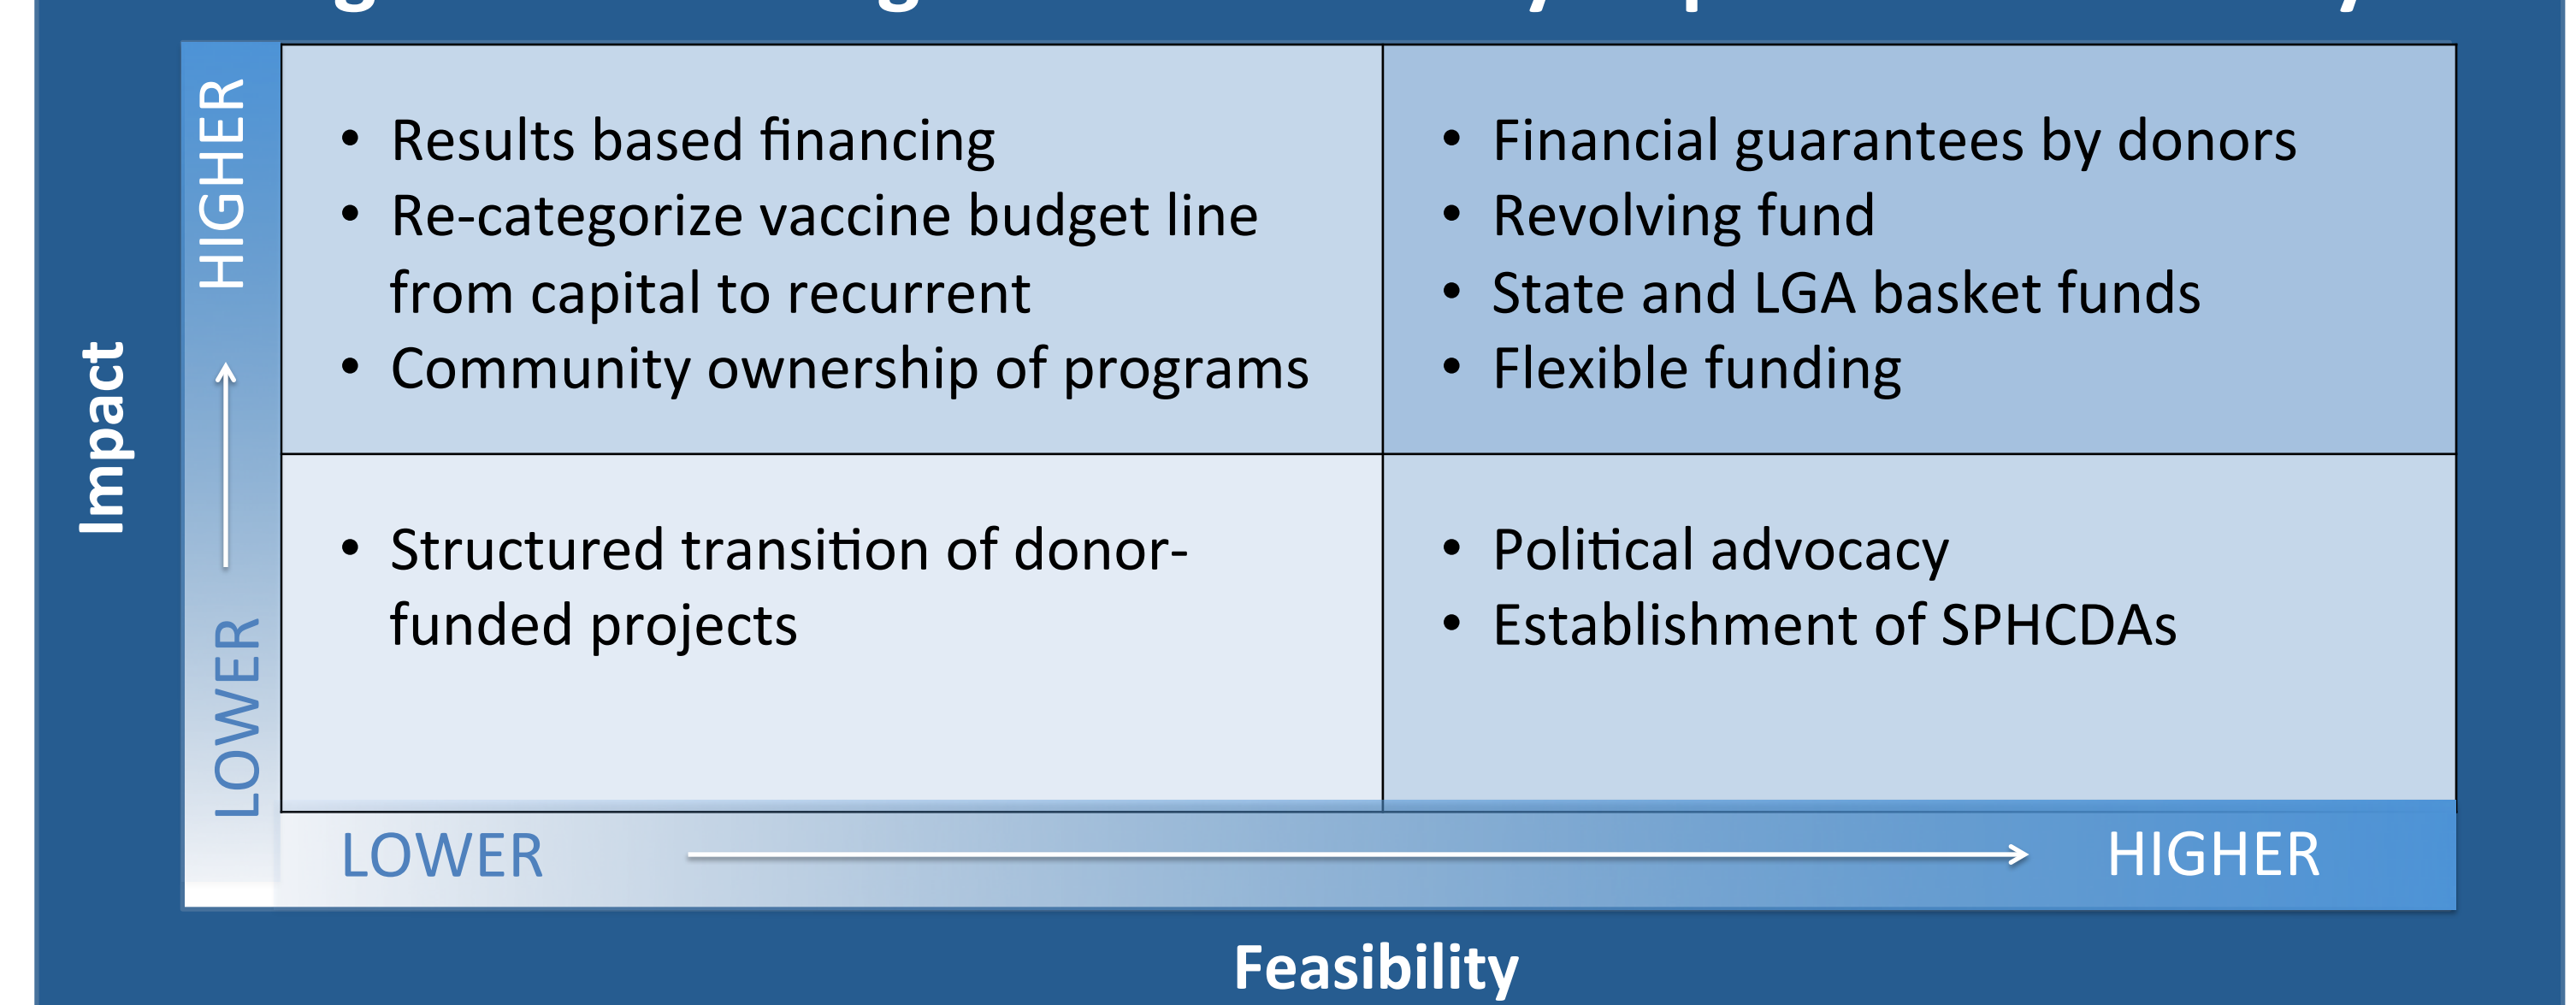 HIGHER
• Results based financing
• Re-categorize vaccine budget line
from capital to recurrent
• Community ownership of programs
• Financial guarantees by donors
• Revolving fund
• State and LGA basket funds
• Flexible funding
Impact
LOWER
• Structured transition of donor-
funded projects
• Political advocacy
• Establishment of SPHCDAs
LOWER
HIGHER
Feasibility